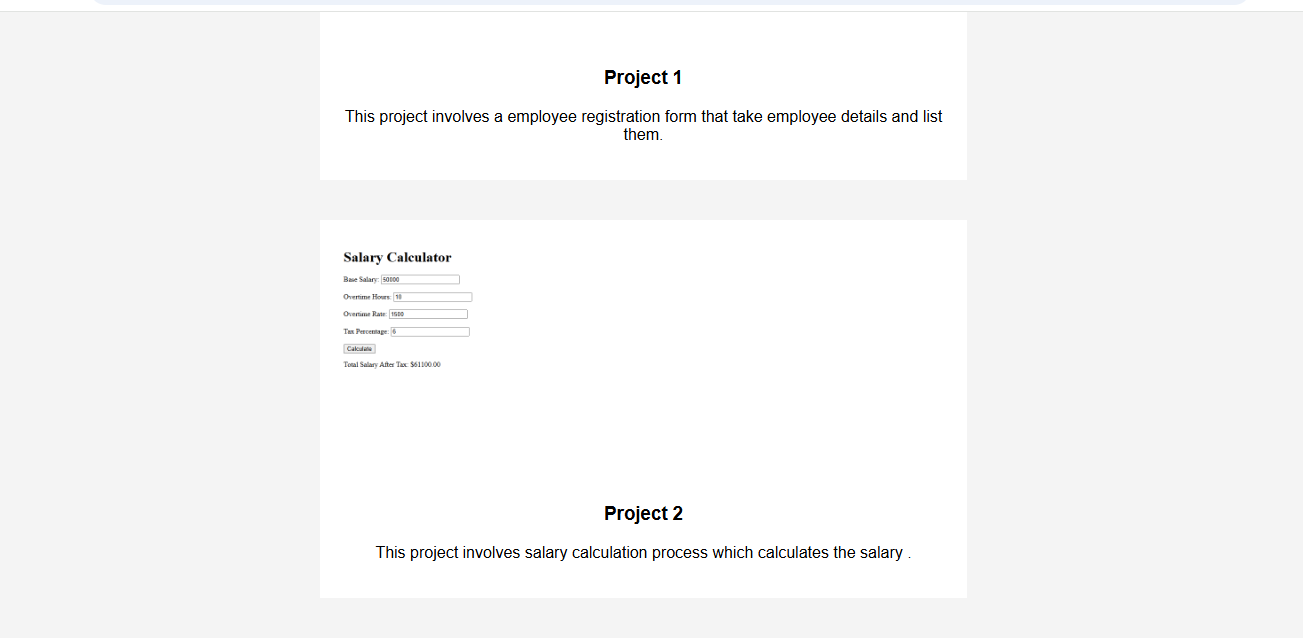 Project 1
This project involves a employee registration form that take employee details and list
them.
Salary Calculator
Base Salary: 50000
Overtime Hours: 10
Overtime Rate: 1500
Tax Percentage: 6
Calculate
Total Salary After Tax: $61100.00
Project 2
This project involves salary calculation process which calculates the salary .